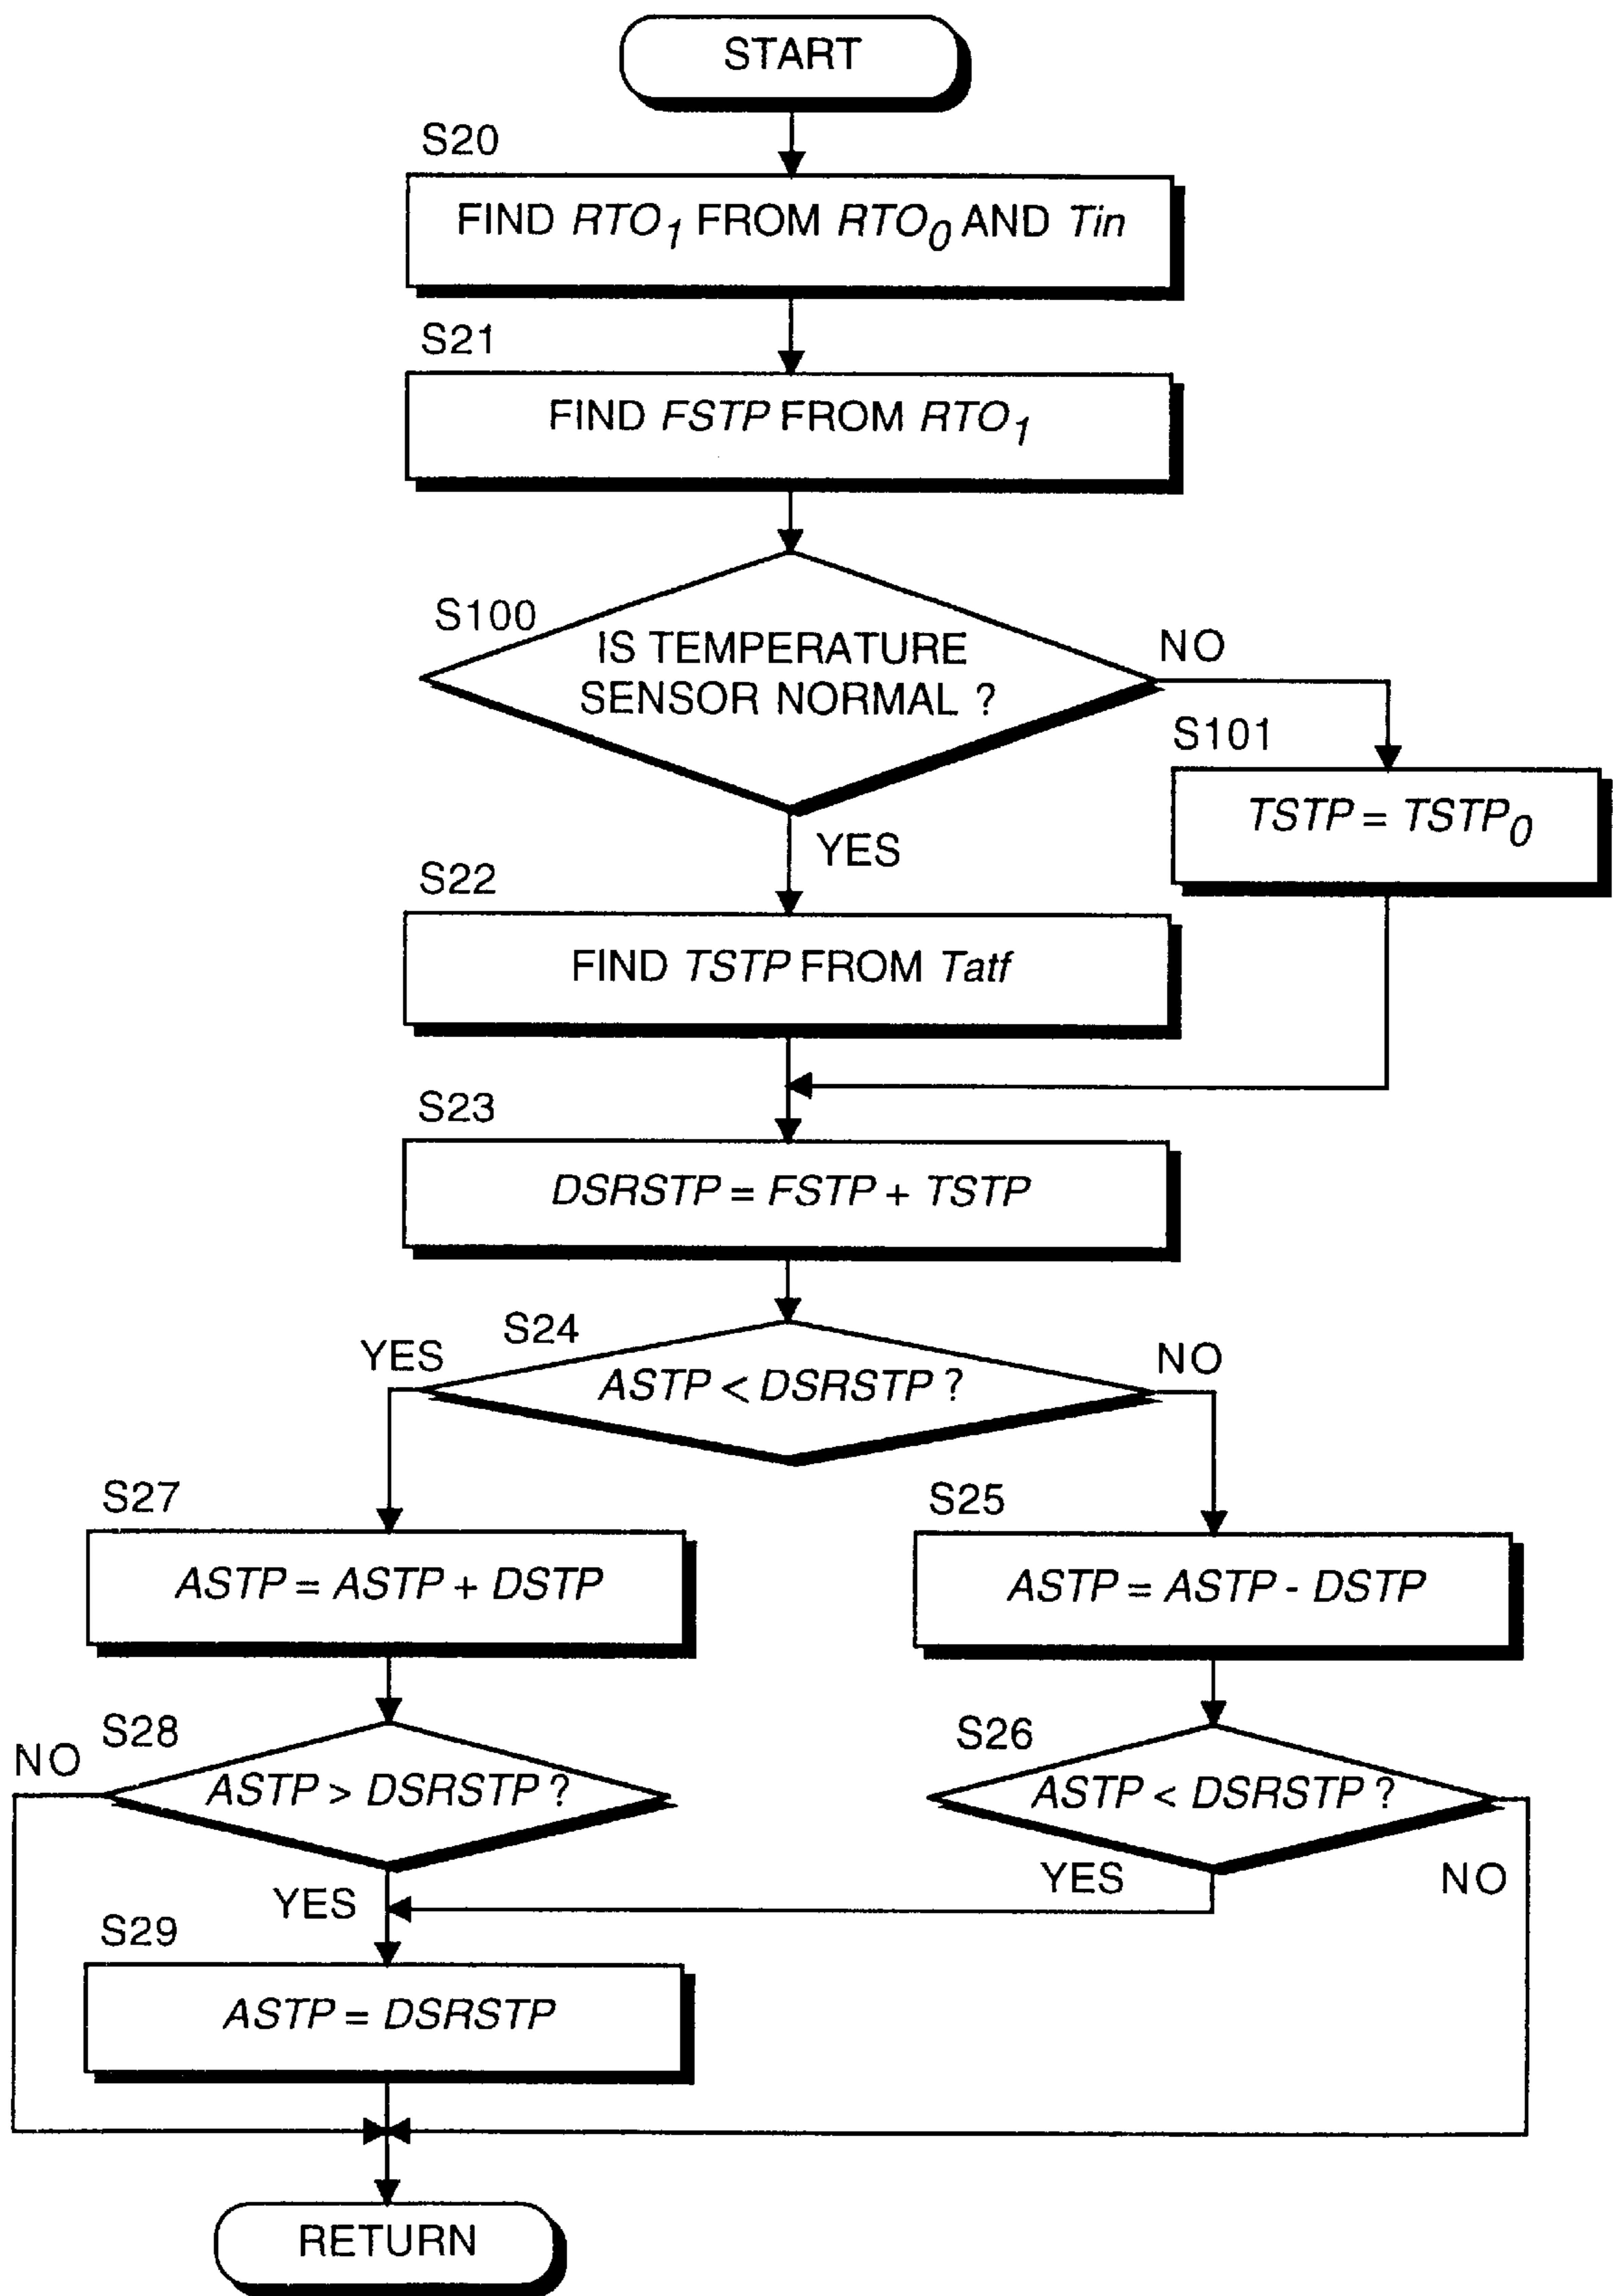 START
S20
FIND RTO₁ FROM RTO₀ AND Tin
S21
FIND FSTP FROM RTO₁
S100
IS TEMPERATURE
SENSOR NORMAL ?
NO
S101
TSTP = TSTP₀
YES
S22
FIND TSTP FROM Tatf
S23
DSRSTP = FSTP + TSTP
S24
YES
NO
ASTP < DSRSTP ?
S27
S25
ASTP = ASTP + DSTP
ASTP = ASTP - DSTP
S28
S26
NO
ASTP > DSRSTP ?
ASTP < DSRSTP ?
YES
YES
NO
S29
ASTP = DSRSTP
RETURN